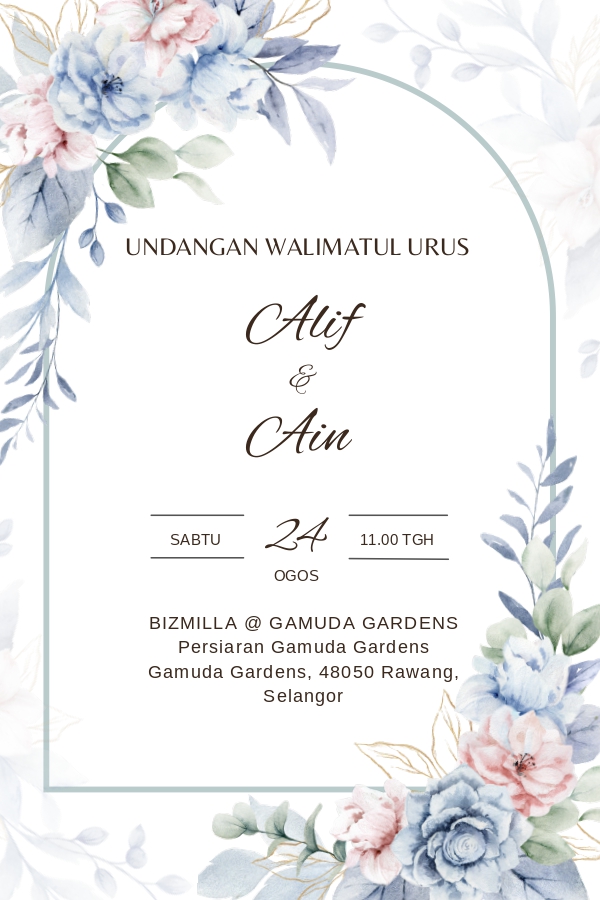 UNDANGAN WALIMATUL URUS
Alif
&
Ain
SABTU
24
11.00 TGH
OGOS
BIZMILLA @ GAMUDA GARDENS
Persiaran Gamuda Gardens
Gamuda Gardens, 48050 Rawang,
Selangor